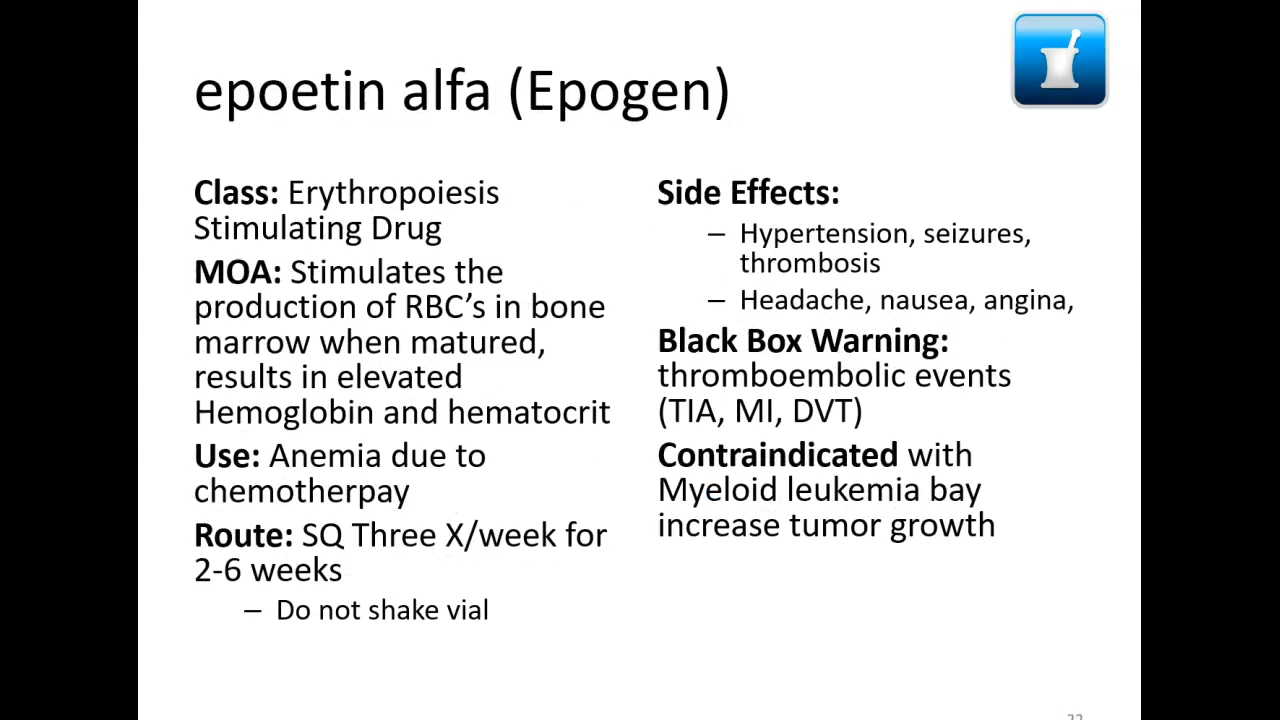 epoetin alfa (Epogen)
Class: Erythropoiesis
Stimulating Drug
MOA: Stimulates the
production of RBC’s in bone
marrow when matured,
results in elevated
Hemoglobin and hematocrit
Use: Anemia due to
chemotherpay
Route: SQ Three X/week for
2-6 weeks
– Do not shake vial
Side Effects:
– Hypertension, seizures,
thrombosis
– Headache, nausea, angina,
Black Box Warning:
thromboembolic events
(TIA, MI, DVT)
Contraindicated with
Myeloid leukemia bay
increase tumor growth